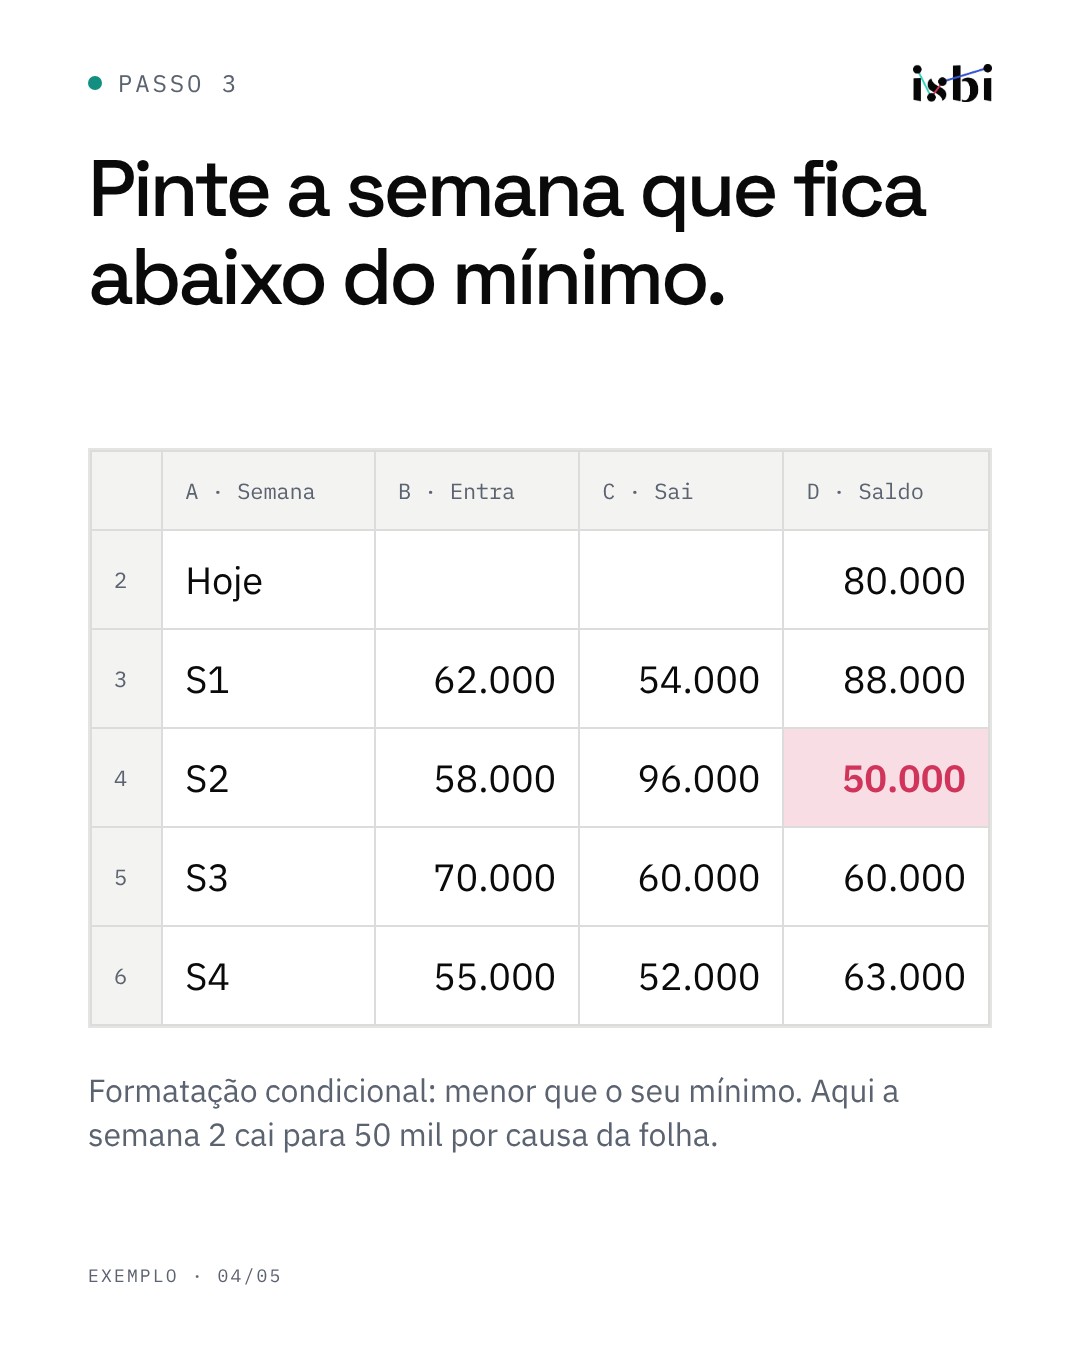 PASSO 3
isbi
Pinte a semana que fica
abaixo do mínimo.
A · Semana B · Entra C · Sai D · Saldo
2 Hoje 80.000
3 S1 62.000 54.000 88.000
4 S2 58.000 96.000 50.000
5 S3 70.000 60.000 60.000
6 S4 55.000 52.000 63.000
Formatação condicional: menor que o seu mínimo. Aqui a
semana 2 cai para 50 mil por causa da folha.
EXEMPLO · 04/05